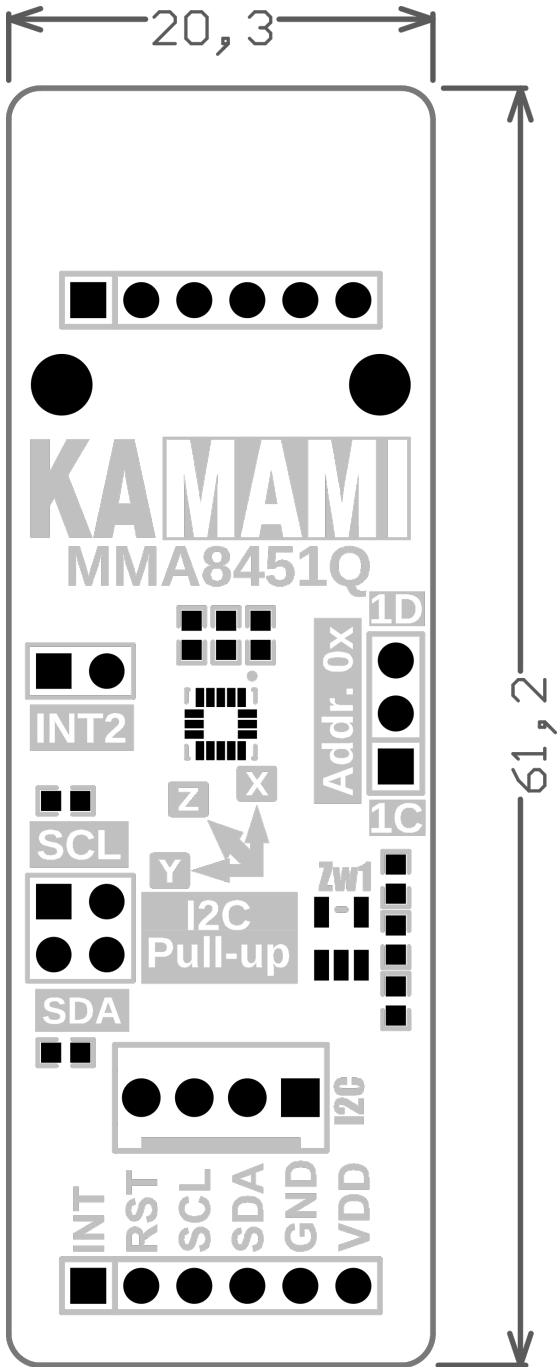 20,3
KAMAMI
MMA8451Q
1D
Addr. 0x
INT2
61,2
X
Z
1C
SCL
Y
Zw1
I2C
Pull-up
SDA
I2C
INT
RST
SCL
SDA
GND
VDD